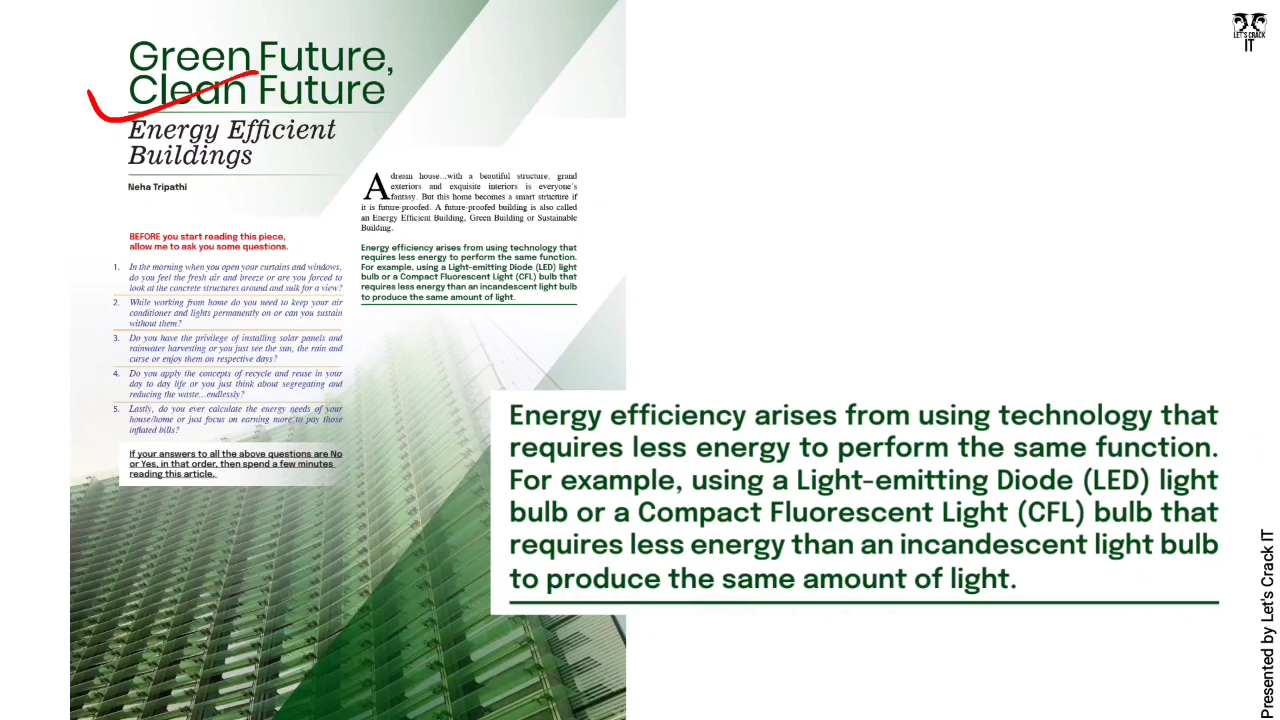 Green Future,
Clean Future
Energy Efficient
Buildings
Neha Tripathi
BEFORE you start reading this piece,
allow me to ask you some questions.
1. In the morning when you open your curtains and windows,
do you feel the fresh air and breeze or are you forced to
look at the concrete structures around and sulk for a view?
2. While working from home do you need to keep your air
conditioner and lights permanently on or can you sustain
without them?
3. Do you have the privilege of installing solar panels and
rainwater harvesting or you just see the sun, the rain and
curse or enjoy them on respective days?
4. Do you apply the concepts of recycle and reuse in your
day to day life or you just think about segregating and
reducing the waste...endlessly?
5. Lastly, do you ever calculate the energy needs of your
house/home or just focus on earning more to pay those
inflated bills?
If your answers to all the above questions are No
or Yes, in that order, then spend a few minutes
reading this article.
A dream house...with a beautiful structure, grand
exteriors and exquisite interiors is everyone's
fantasy. But this home becomes a smart structure if
it is future-proofed. A future-proofed building is also called
an Energy Efficient Building, Green Building or Sustainable
Building.
Energy efficiency arises from using technology that
requires less energy to perform the same function.
For example, using a Light-emitting Diode (LED) light
bulb or a Compact Fluorescent Light (CFL) bulb that
requires less energy than an incandescent light bulb
to produce the same amount of light.
Energy efficiency arises from using technology that
requires less energy to perform the same function.
For example, using a Light-emitting Diode (LED) light
bulb or a Compact Fluorescent Light (CFL) bulb that
requires less energy than an incandescent light bulb
to produce the same amount of light.
LET'S CRACK
IT
Presented by Let's Crack IT